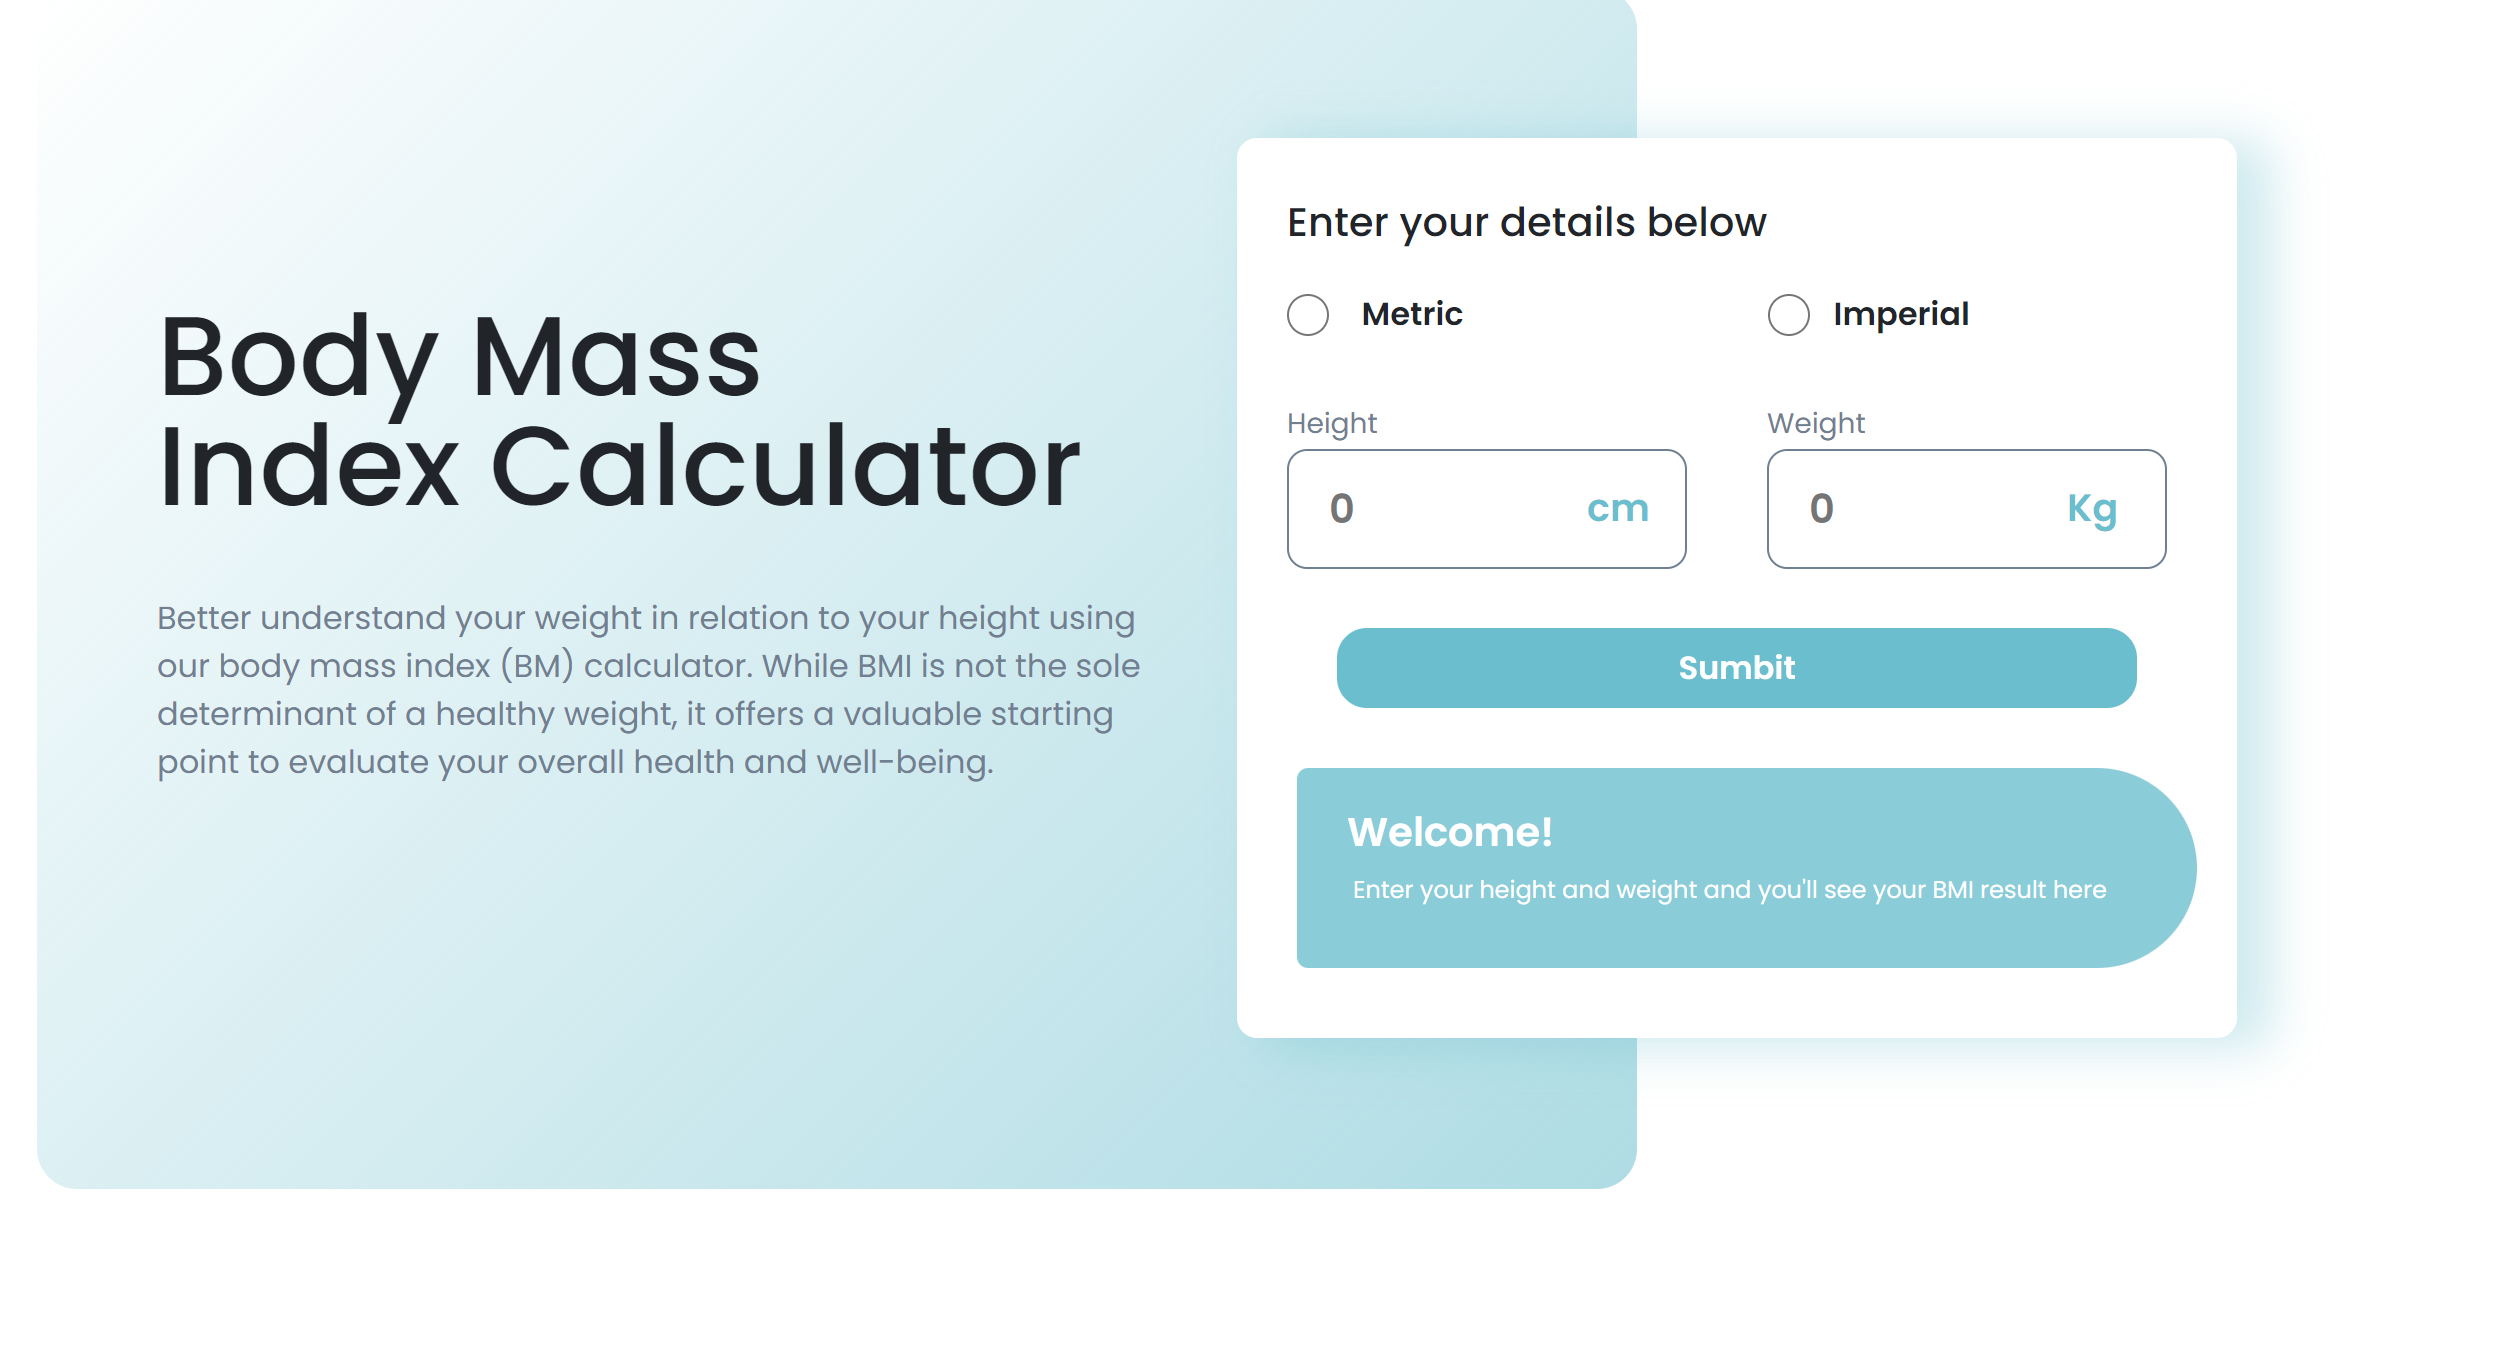 Body Mass
Index Calculator
Better understand your weight in relation to your height using
our body mass index (BM) calculator. While BMI is not the sole
determinant of a healthy weight, it offers a valuable starting
point to evaluate your overall health and well-being.
Enter your details below
Metric
Imperial
Height
Weight
0 cm
0 Kg
Sumbit
Welcome!
Enter your height and weight and you'll see your BMI result here